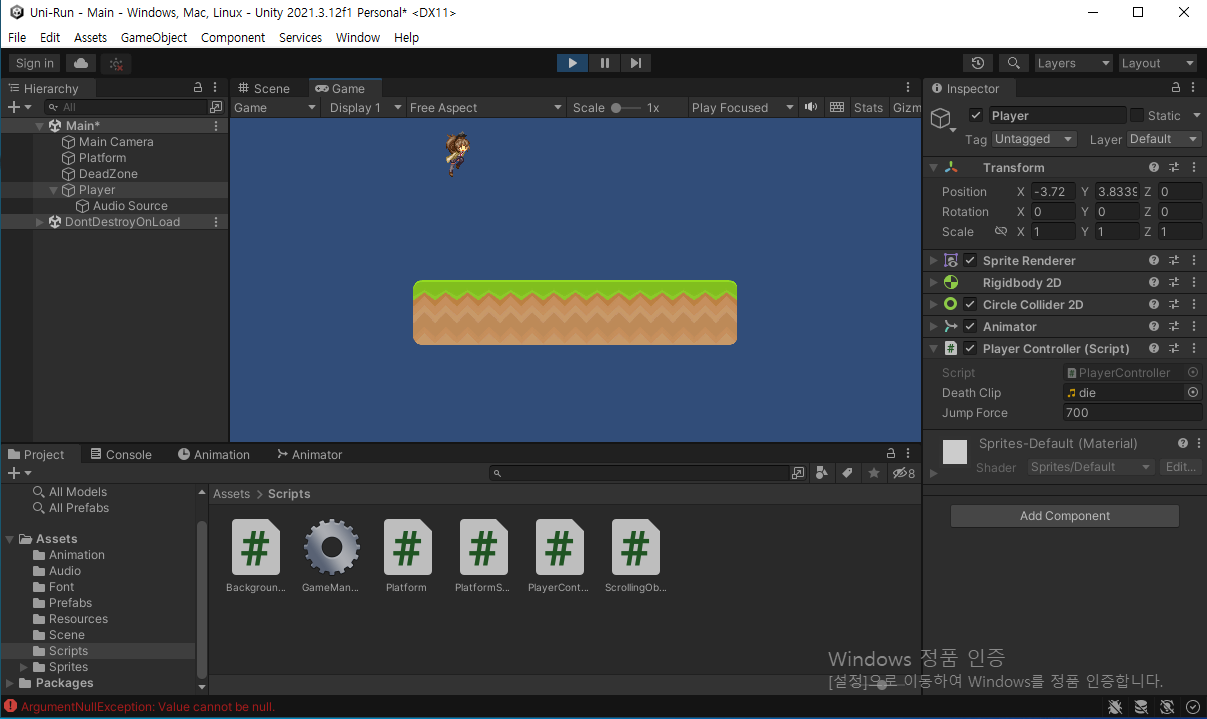 Uni-Run - Main - Windows, Mac, Linux - Unity 2021.3.12f1 Personal* <DX11>
File Edit Assets GameObject Component Services Window Help
Sign in Layers Layout
Hierarchy
All
Main*
Main Camera
Platform
DeadZone
Player
Audio Source
DontDestroyOnLoad
Scene Game
Game Display 1 Free Aspect Scale 1x Play Focused Stats Gizm
Inspector
Player Static
Tag Untagged Layer Default
Transform
Position X -3.72 Y 3.8339 Z 0
Rotation X 0 Y 0 Z 0
Scale X 1 Y 1 Z 1
Sprite Renderer
Rigidbody 2D
Circle Collider 2D
Animator
Player Controller (Script)
Script PlayerController
Death Clip die
Jump Force 700
Sprites-Default (Material)
Shader Sprites/Default Edit...
Add Component
Project Console Animation Animator
8
All Models
All Prefabs
Assets
Animation
Audio
Font
Prefabs
Resources
Scene
Scripts
Sprites
Packages
Assets > Scripts
Backgroun... GameMan... Platform PlatformS... PlayerCont... ScrollingOb...
Windows 정품 인증
[설정]으로 이동하여 Windows를 정품 인증합니다.
ArgumentNullException: Value cannot be null.